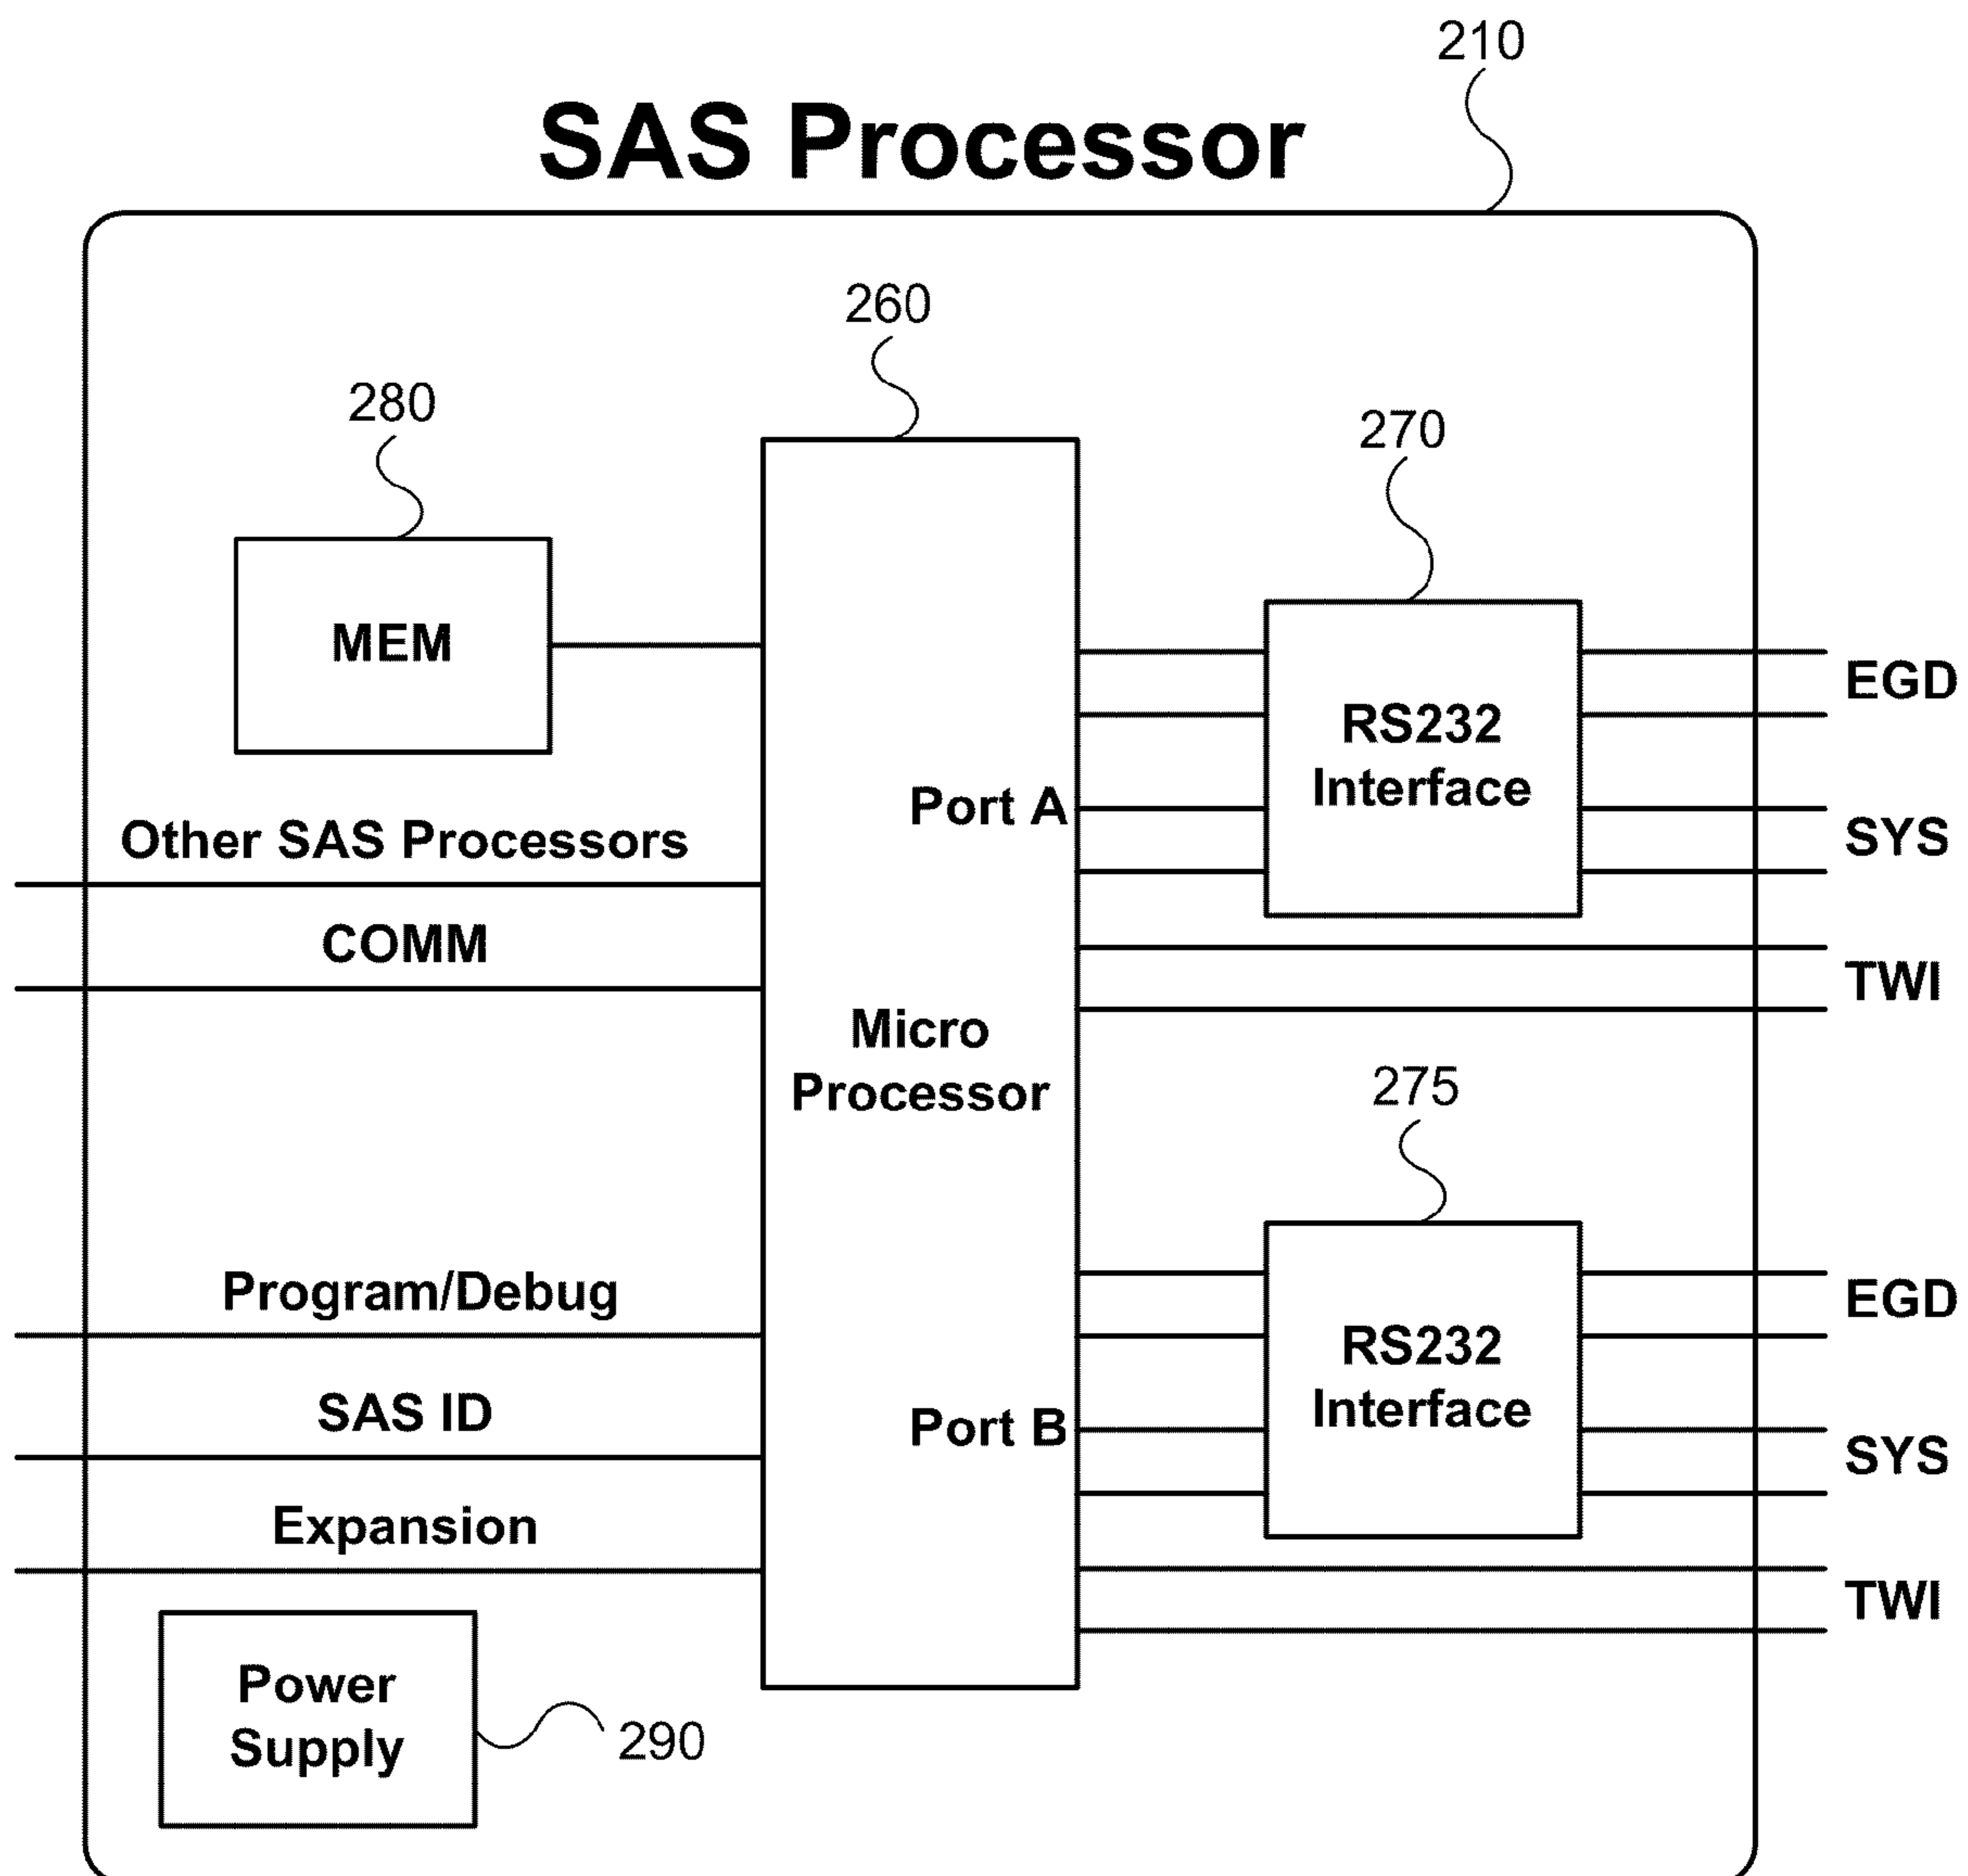 210
SAS Processor
260
280
270
MEM
EGD
RS232
Interface
Port A
Other SAS Processors
SYS
COMM
TWI
Micro
Processor
275
Program/Debug
EGD
RS232
Interface
SAS ID
Port B
SYS
Expansion
TWI
Power
Supply
290